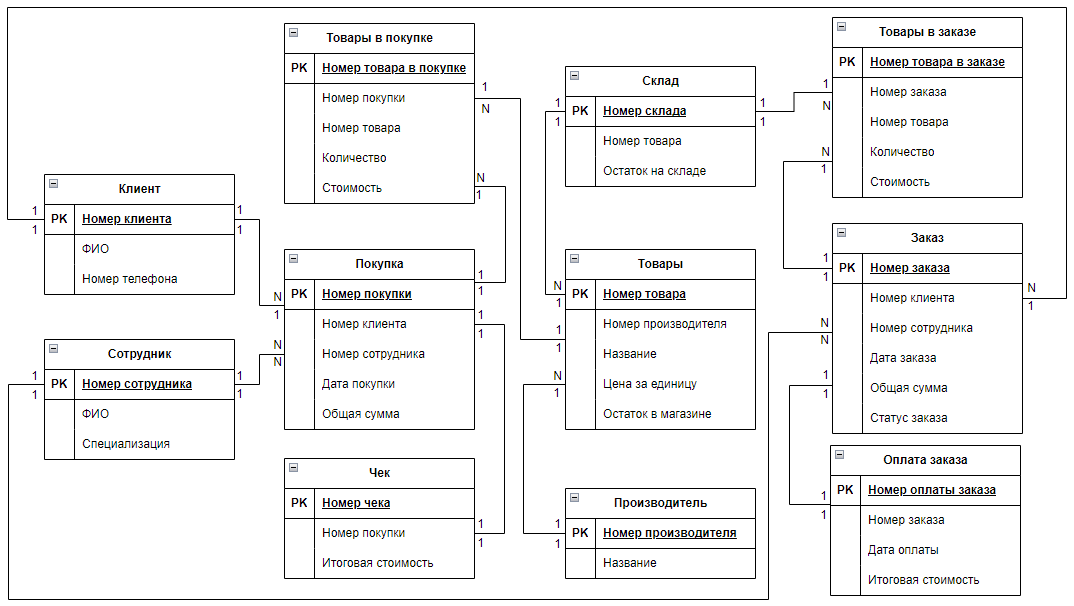 Товары в покупке
PK Номер товара в покупке
Номер покупки
Номер товара
Количество
Стоимость
1
N
N
1
Склад
PK Номер склада
Номер товара
Остаток на складе
1
1
1
1
Товары в заказе
PK Номер товара в заказе
Номер заказа
Номер товара
Количество
Стоимость
1
N
N
1
Клиент
PK Номер клиента
ФИО
Номер телефона
1
1
1
1
Покупка
PK Номер покупки
Номер клиента
Номер сотрудника
Дата покупки
Общая сумма
N
1
N
N
1
1
1
1
Товары
PK Номер товара
Номер производителя
Название
Цена за единицу
Остаток в магазине
N
1
1
1
N
1
Заказ
PK Номер заказа
Номер клиента
Номер сотрудника
Дата заказа
Общая сумма
Статус заказа
1
1
N
N
1
1
N
1
Сотрудник
PK Номер сотрудника
ФИО
Специализация
1
1
1
1
Чек
PK Номер чека
Номер покупки
Итоговая стоимость
1
1
Производитель
PK Номер производителя
Название
1
1
Оплата заказа
PK Номер оплаты заказа
Номер заказа
Дата оплаты
Итоговая стоимость
1
1